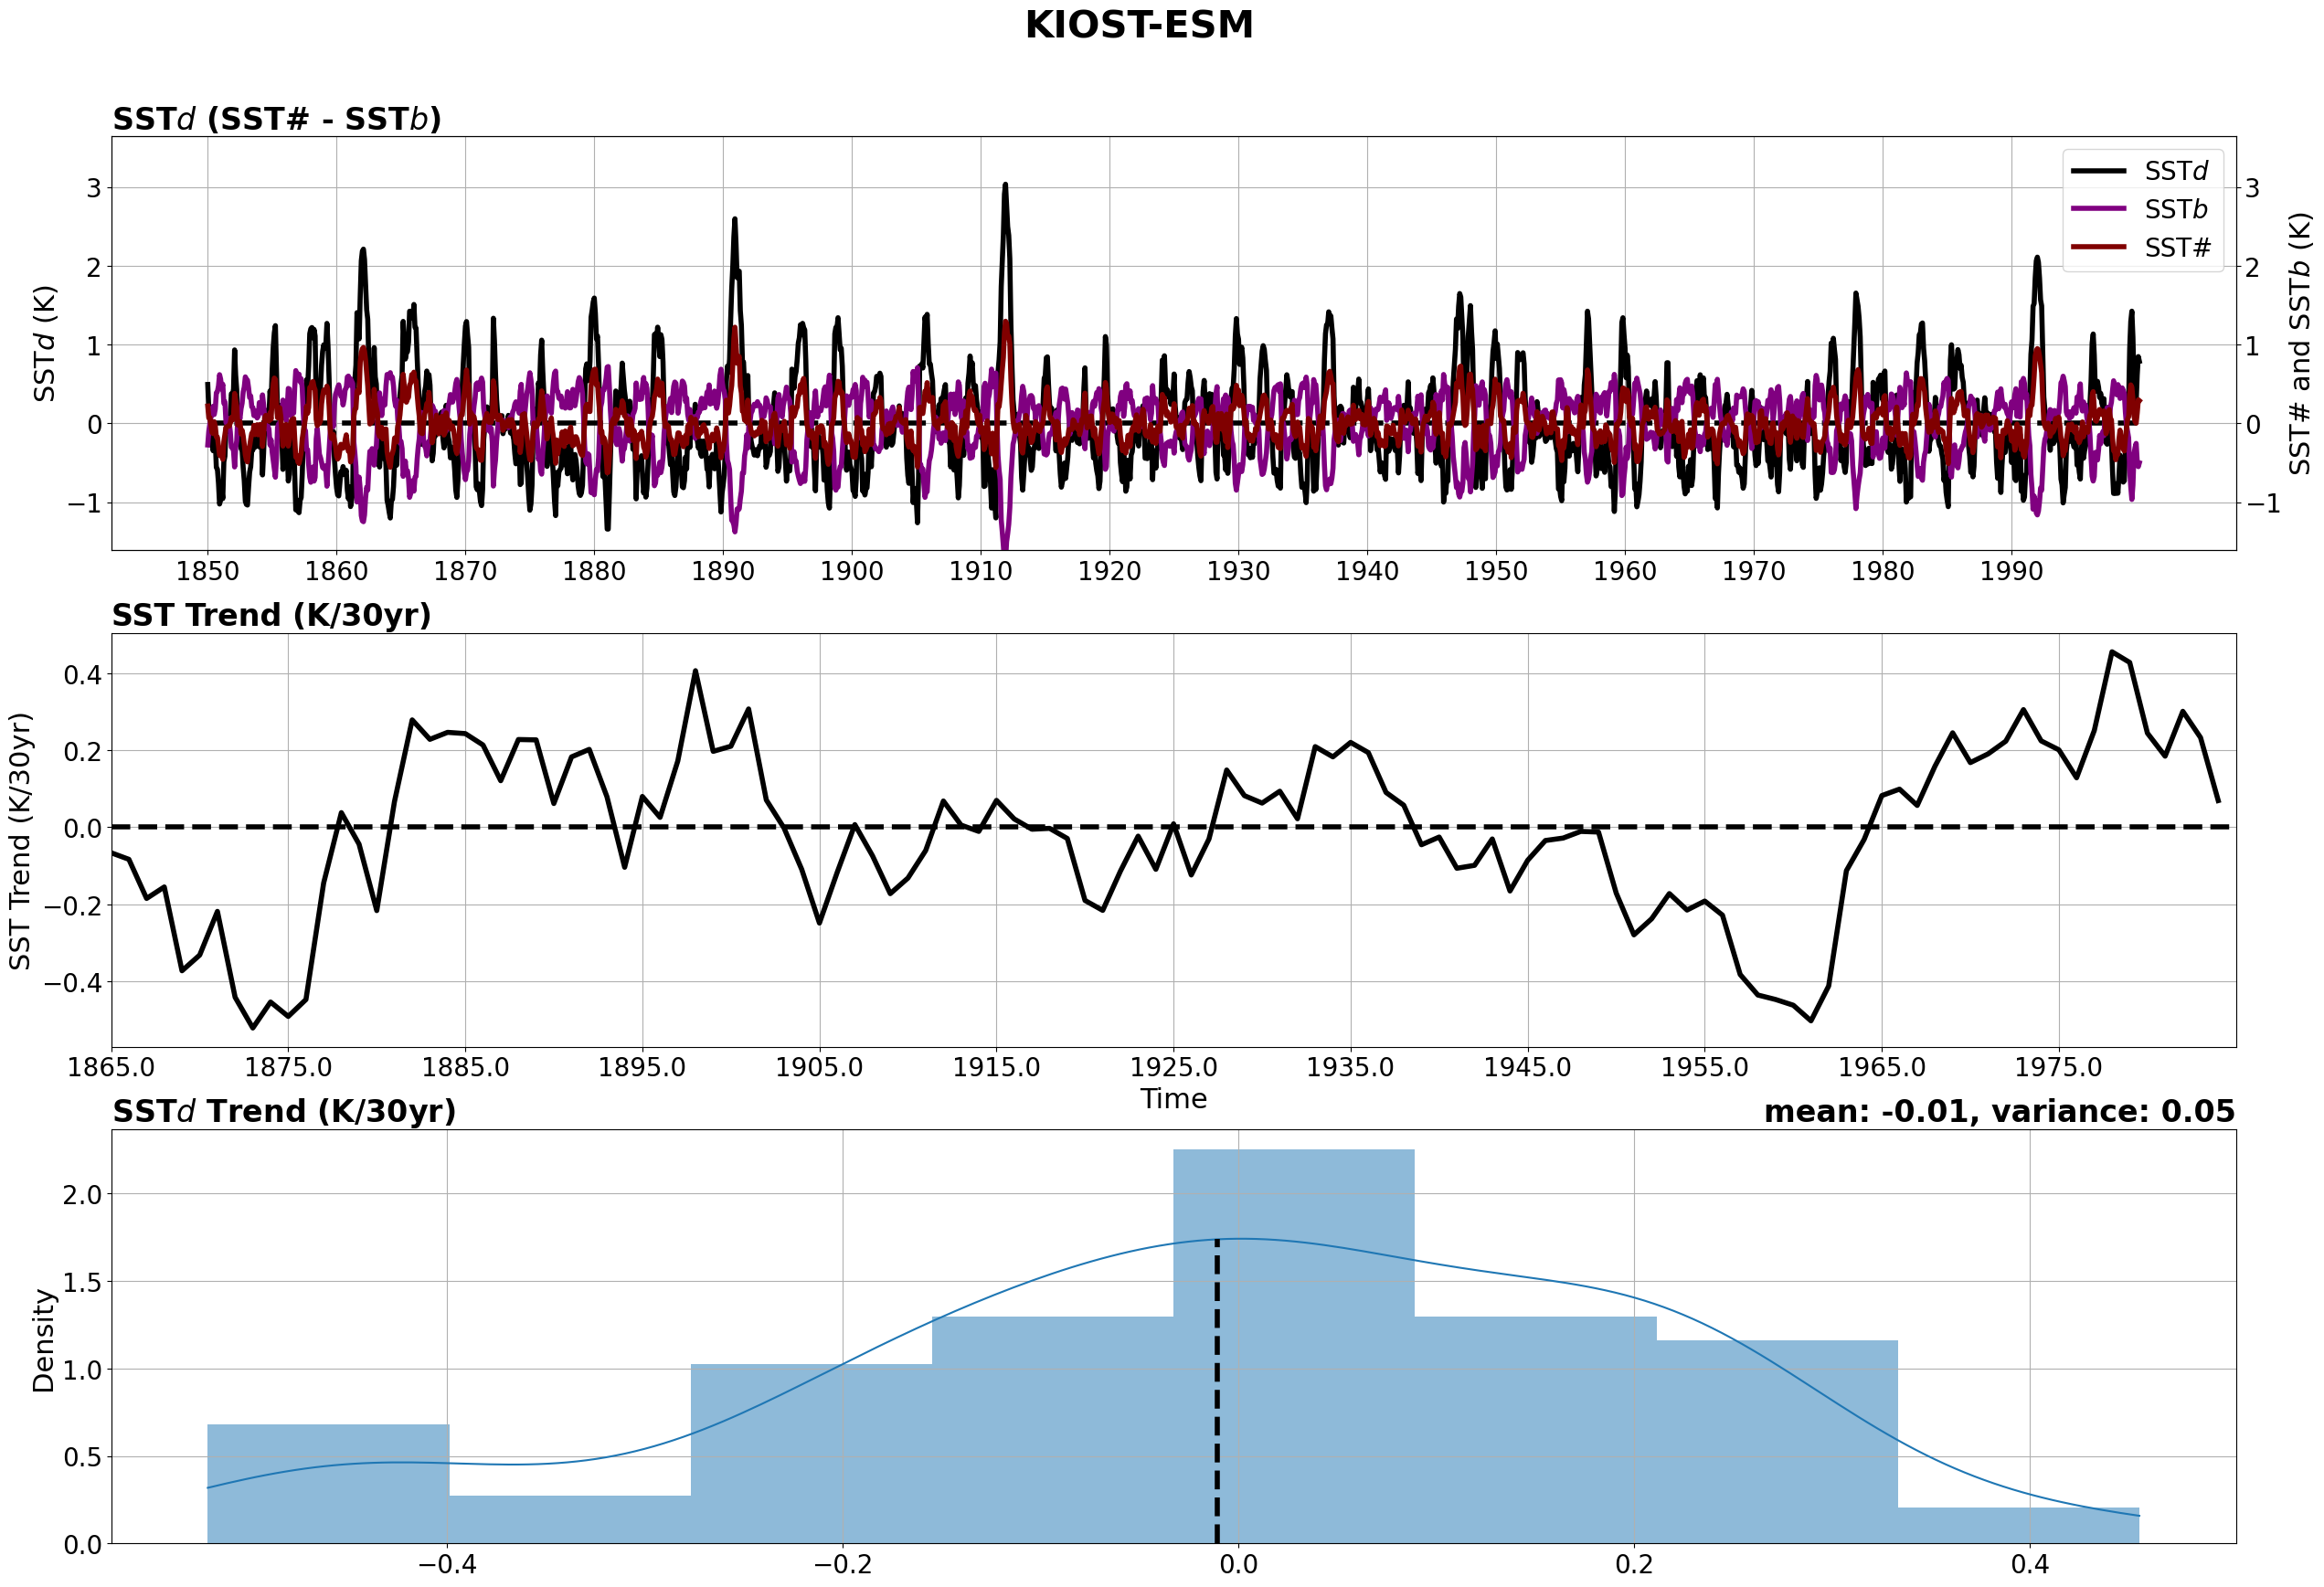 KIOST-ESM
SSTd (SST# - SSTb)
SSTd (K)
3
2
1
0
−1
3
2
1
0
−1
SST# and SSTb (K)
SSTd
SSTb
SST#
1850 1860 1870 1880 1890 1900 1910 1920 1930 1940 1950 1960 1970 1980 1990
SST Trend (K/30yr)
SST Trend (K/30yr)
0.4
0.2
0.0
−0.2
−0.4
1865.0 1875.0 1885.0 1895.0 1905.0 1915.0 1925.0 1935.0 1945.0 1955.0 1965.0 1975.0
Time
SSTd Trend (K/30yr) mean: -0.01, variance: 0.05
Density
2.0
1.5
1.0
0.5
0.0
−0.4 −0.2 0.0 0.2 0.4